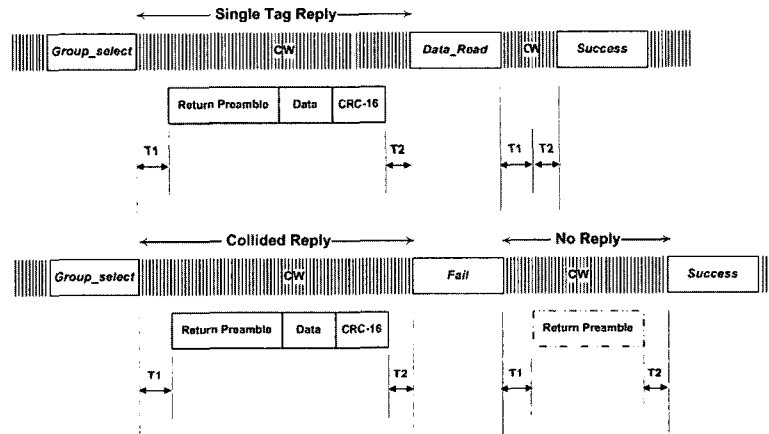 Single Tag Reply
Group_select CW Data_Read CW Success
Return Preamble Data CRC-16
T1 T2 T1 T2
Collided Reply No Reply
Group_select CW Fail CW Success
Return Preamble Data CRC-16 Return Preamble
T1 T2 T1 T2